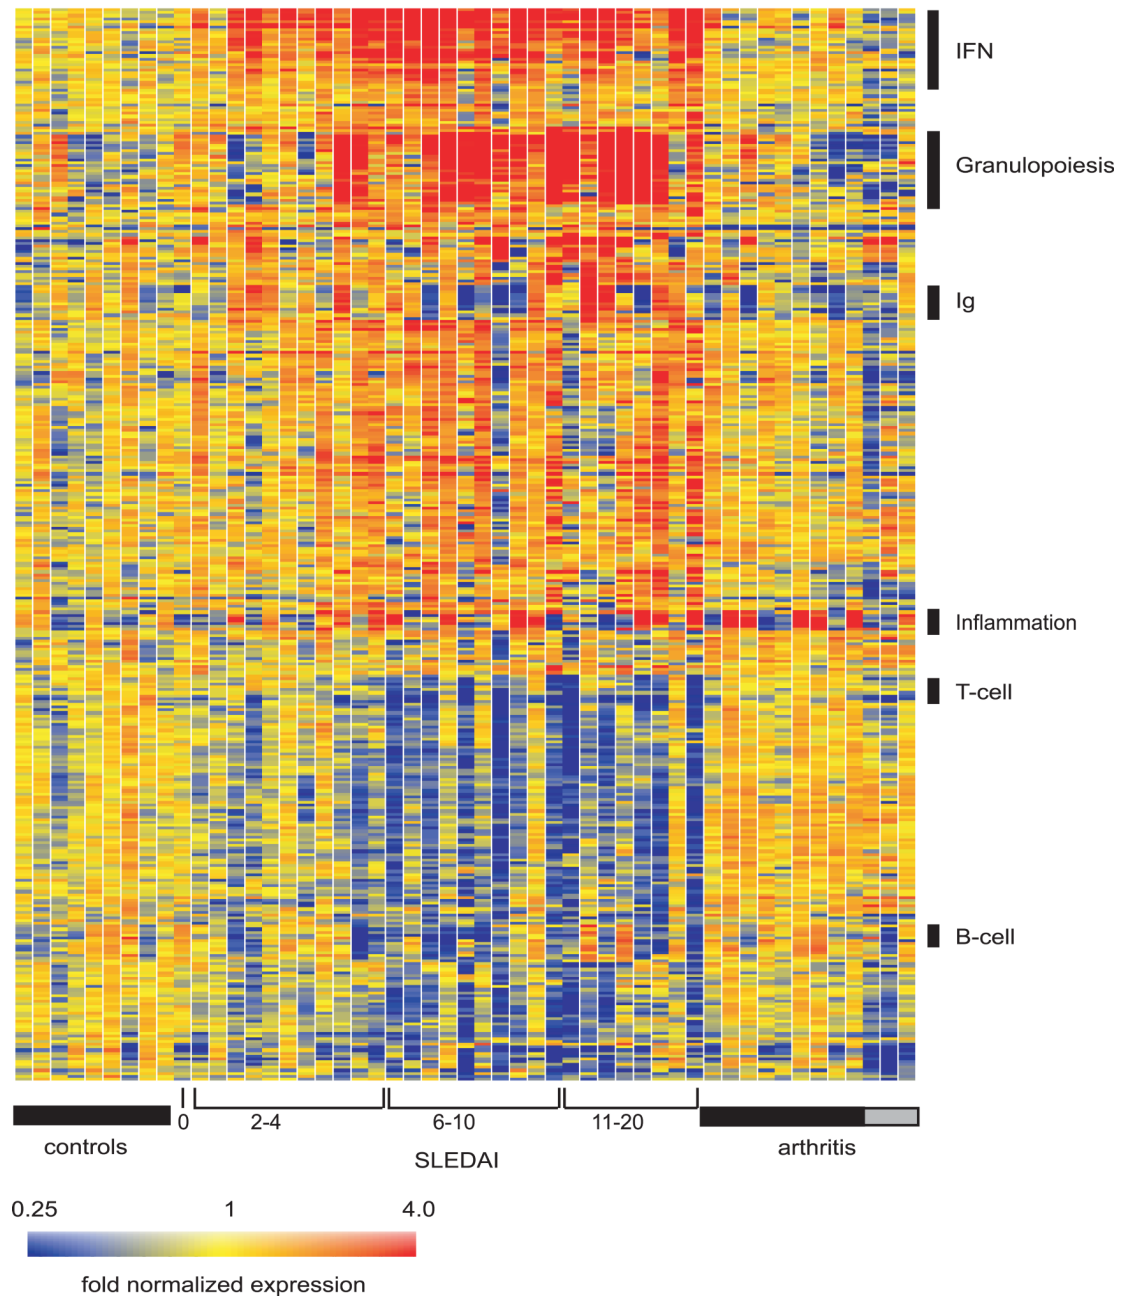 IFN
Granulopoiesis
Ig
Inflammation
T-cell
B-cell
0 2-4 6-10 11-20
controls SLEDAI arthritis
0.25 1 4.0
fold normalized expression